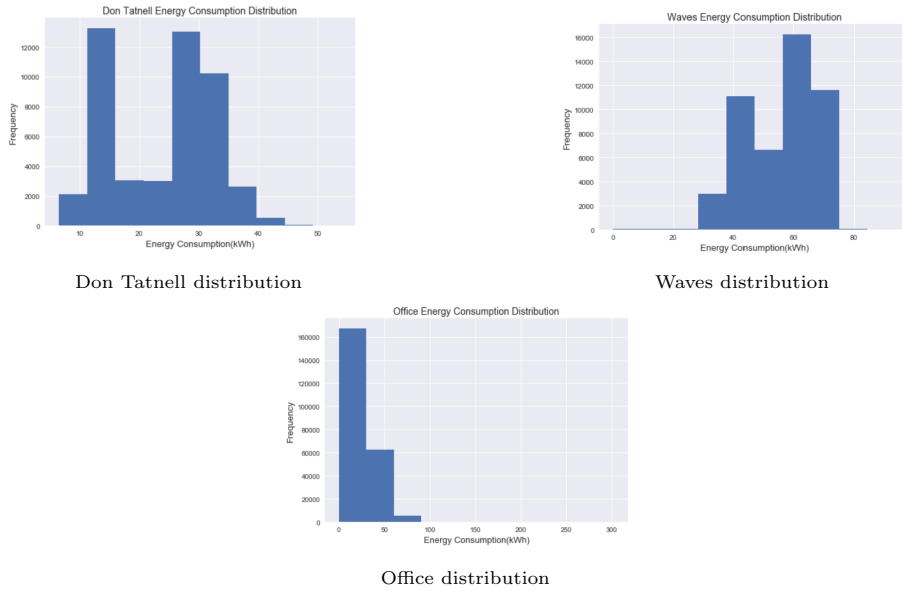 Don Tatnell Energy Consumption Distribution
12000
10000
8000
6000
4000
2000
0
Frequency
10 20 30 40 50
Energy Consumption(kWh)
Don Tatnell distribution
Waves Energy Consumption Distribution
16000
14000
12000
10000
8000
6000
4000
2000
0
Frequency
0 20 40 60 80
Energy Consumption(kWh)
Waves distribution
Office Energy Consumption Distribution
160000
140000
120000
100000
80000
60000
40000
20000
0
Frequency
0 50 100 150 200 250 300
Energy Consumption(kWh)
Office distribution